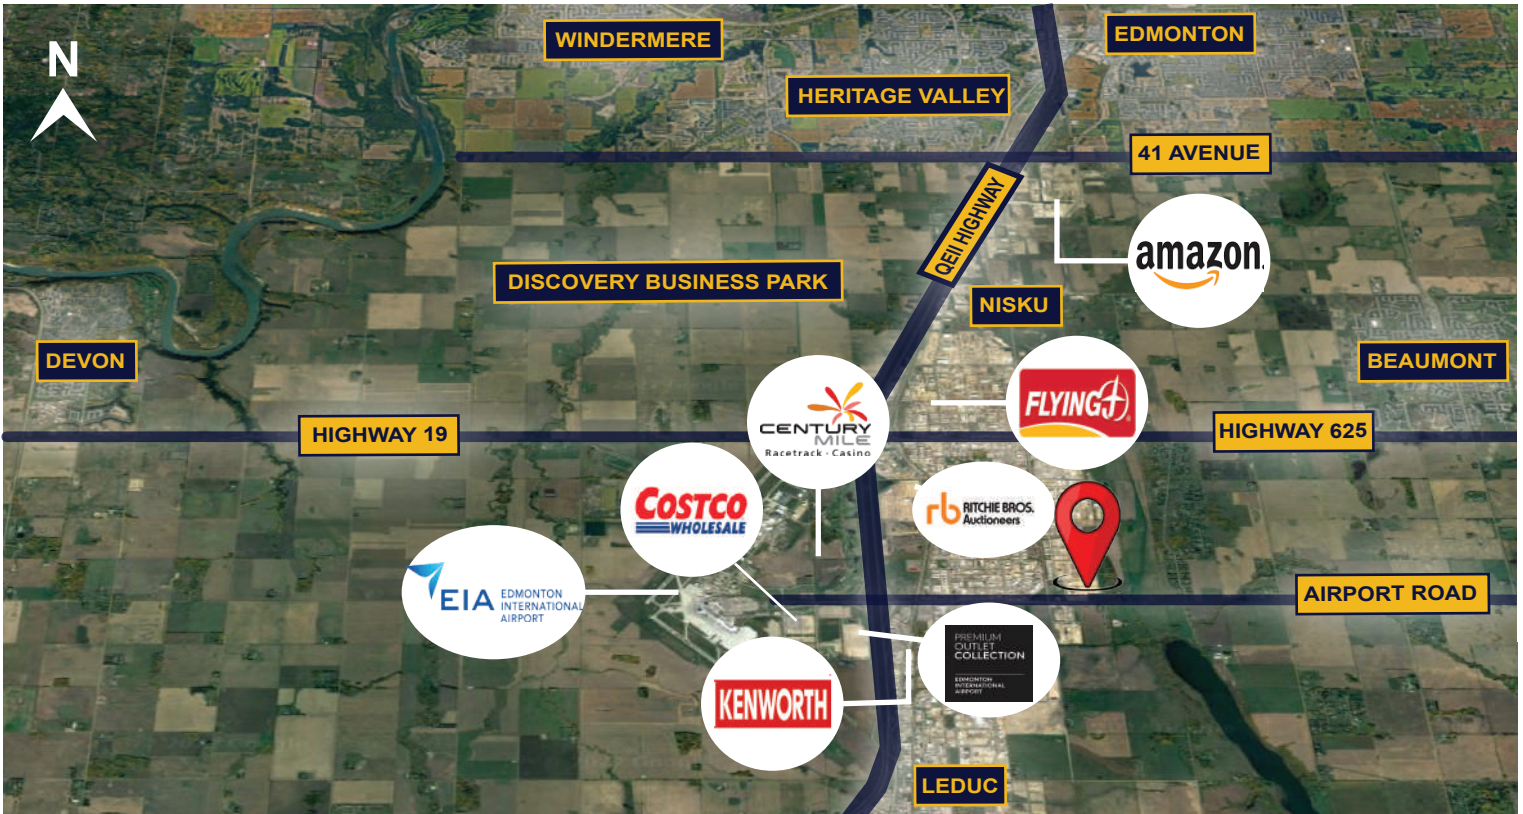 N
WINDERMERE
EDMONTON
HERITAGE VALLEY
41 AVENUE
QEII HIGHWAY
amazon
DISCOVERY BUSINESS PARK
NISKU
DEVON
BEAUMONT
FLYING J
CENTURY
MILE
Racetrack · Casino
HIGHWAY 19
HIGHWAY 625
COSTCO
WHOLESALE
rb
RITCHIE BROS.
Auctioneers
EIA
EDMONTON
INTERNATIONAL
AIRPORT
AIRPORT ROAD
PREMIUM
OUTLET
COLLECTION
EDMONTON
INTERNATIONAL
AIRPORT
KENWORTH
LEDUC